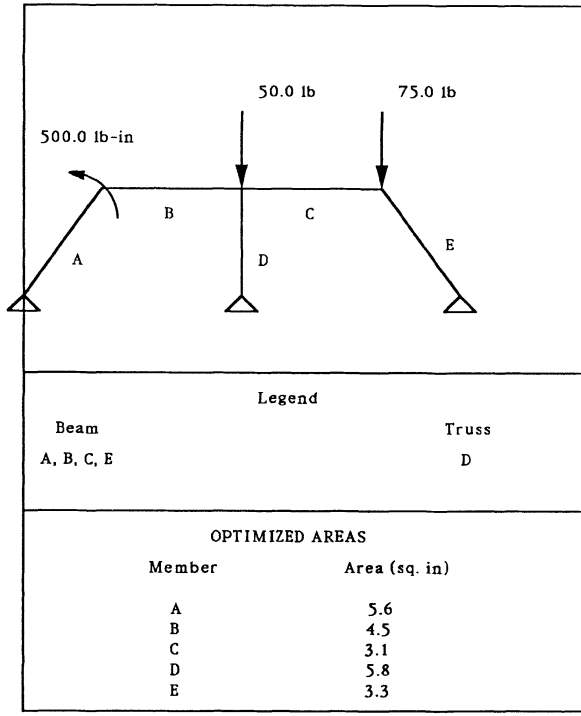 50.0 lb
75.0 lb
500.0 lb-in
B
C
A
D
E
Legend
Beam
Truss
A, B, C, E
D
OPTIMIZED AREAS
Member
Area (sq. in)
A
5.6
B
4.5
C
3.1
D
5.8
E
3.3